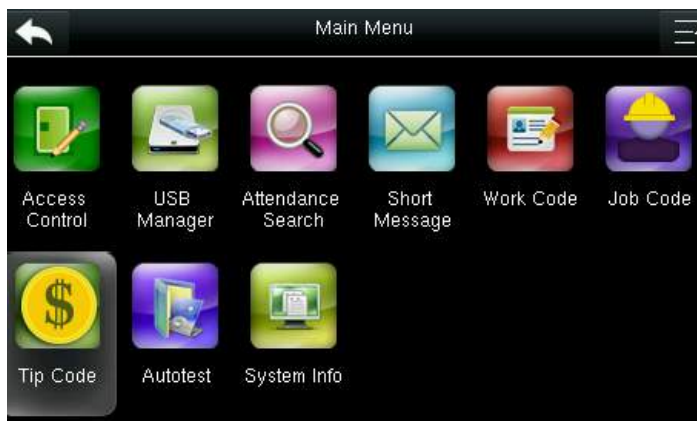 Main Menu
Access
Control
USB
Manager
Attendance
Search
Short
Message
Work Code
Job Code
$
Tip Code
Autotest
System Info